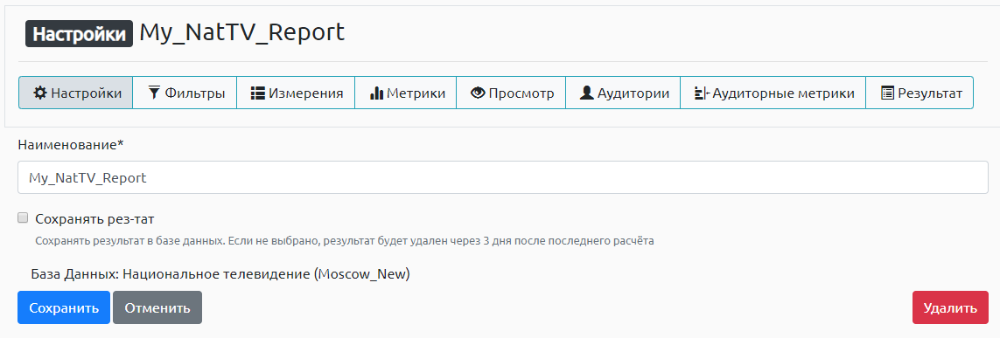 Настройки My_NatTV_Report
Настройки Фильтры Измерения Метрики Просмотр Аудитории Аудиторные метрики Результат
Наименование*
My_NatTV_Report
Сохранять рез-тат
Сохранять результат в базе данных. Если не выбрано, результат будет удален через 3 дня после последнего расчёта
База Данных: Национальное телевидение (Moscow_New)
Сохранить Отменить Удалить